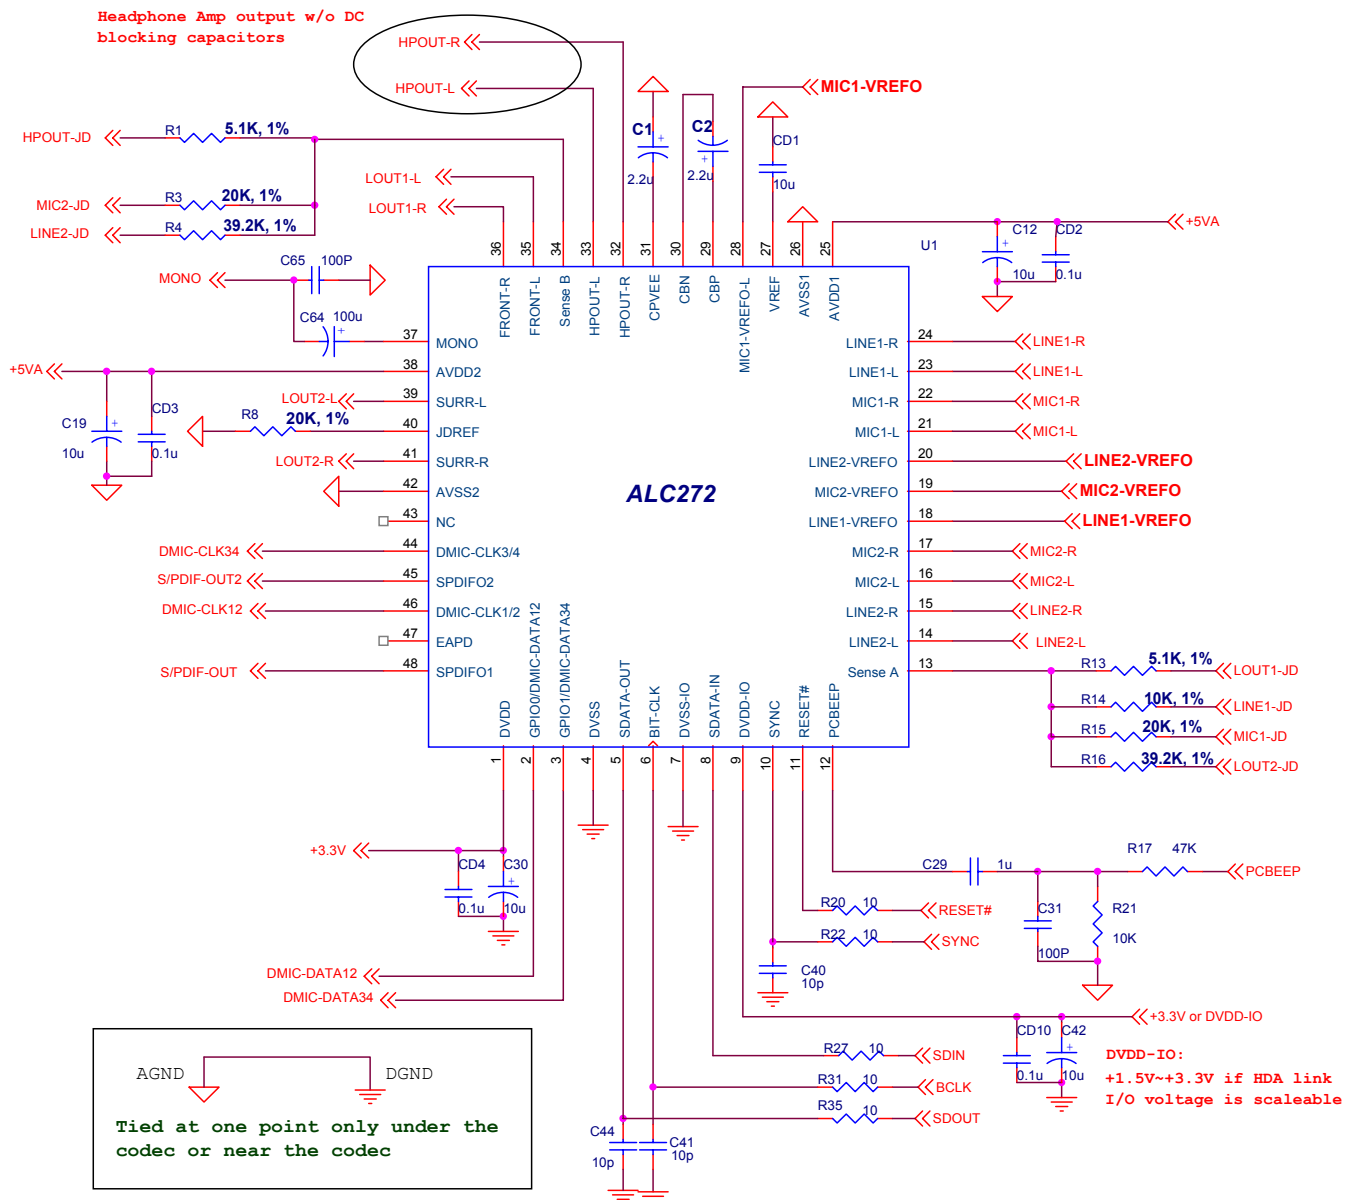 Headphone Amp output w/o DC
blocking capacitors
HPOUT-R
HPOUT-L
MIC1-VREFO
HPOUT-JD
R1
5.1K, 1%
MIC2-JD
R3
20K, 1%
LINE2-JD
R4
39.2K, 1%
LOUT1-L
LOUT1-R
C1
2.2u
C2
2.2u
CD1
10u
U1
+5VA
C12
10u
CD2
0.1u
MONO
C65
100P
C64
100u
36
35
34
33
32
31
30
29
28
27
26
25
FRONT-R
FRONT-L
Sense B
HPOUT-L
HPOUT-R
CPVEE
CBN
CBP
MIC1-VREFO-L
VREF
AVSS1
AVDD1
37
MONO
38
AVDD2
39
SURR-L
40
JDREF
41
SURR-R
42
AVSS2
43
NC
44
DMIC-CLK3/4
45
SPDIFO2
46
DMIC-CLK1/2
47
EAPD
48
SPDIFO1
+5VA
C19
10u
CD3
0.1u
LOUT2-L
R8
20K, 1%
LOUT2-R
DMIC-CLK34
S/PDIF-OUT2
DMIC-CLK12
S/PDIF-OUT
ALC272
LINE1-R
24
LINE1-R
LINE1-L
23
LINE1-L
MIC1-R
22
MIC1-R
MIC1-L
21
MIC1-L
LINE2-VREFO
20
LINE2-VREFO
MIC2-VREFO
19
MIC2-VREFO
LINE1-VREFO
18
LINE1-VREFO
MIC2-R
17
MIC2-R
MIC2-L
16
MIC2-L
LINE2-R
15
LINE2-R
LINE2-L
14
LINE2-L
Sense A
13
R13
5.1K, 1%
LOUT1-JD
R14
10K, 1%
LINE1-JD
R15
20K, 1%
MIC1-JD
R16
39.2K, 1%
LOUT2-JD
DVDD
GPIO0/DMIC-DATA12
GPIO1/DMIC-DATA34
DVSS
SDATA-OUT
BIT-CLK
DVSS-IO
SDATA-IN
DVDD-IO
SYNC
RESET#
PCBEEP
1
2
3
4
5
6
7
8
9
10
11
12
+3.3V
CD4
0.1u
C30
10u
DMIC-DATA12
DMIC-DATA34
C29
1u
R17
47K
PCBEEP
C31
100P
R21
10K
R20
10
RESET#
R22
10
SYNC
C40
10p
+3.3V or DVDD-IO
CD10
0.1u
C42
10u
R27
10
SDIN
R31
10
BCLK
R35
10
SDOUT
C44
10p
C41
10p
DVDD-IO:
+1.5V~+3.3V if HDA link
I/O voltage is scaleable
AGND
DGND
Tied at one point only under the
codec or near the codec